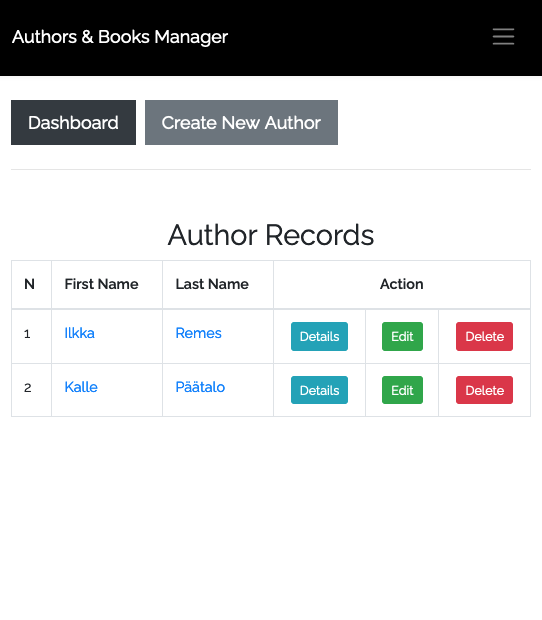 Authors & Books Manager
Dashboard Create New Author
Author Records
N First Name Last Name Action
1 Ilkka Remes Details Edit Delete
2 Kalle Päätalo Details Edit Delete